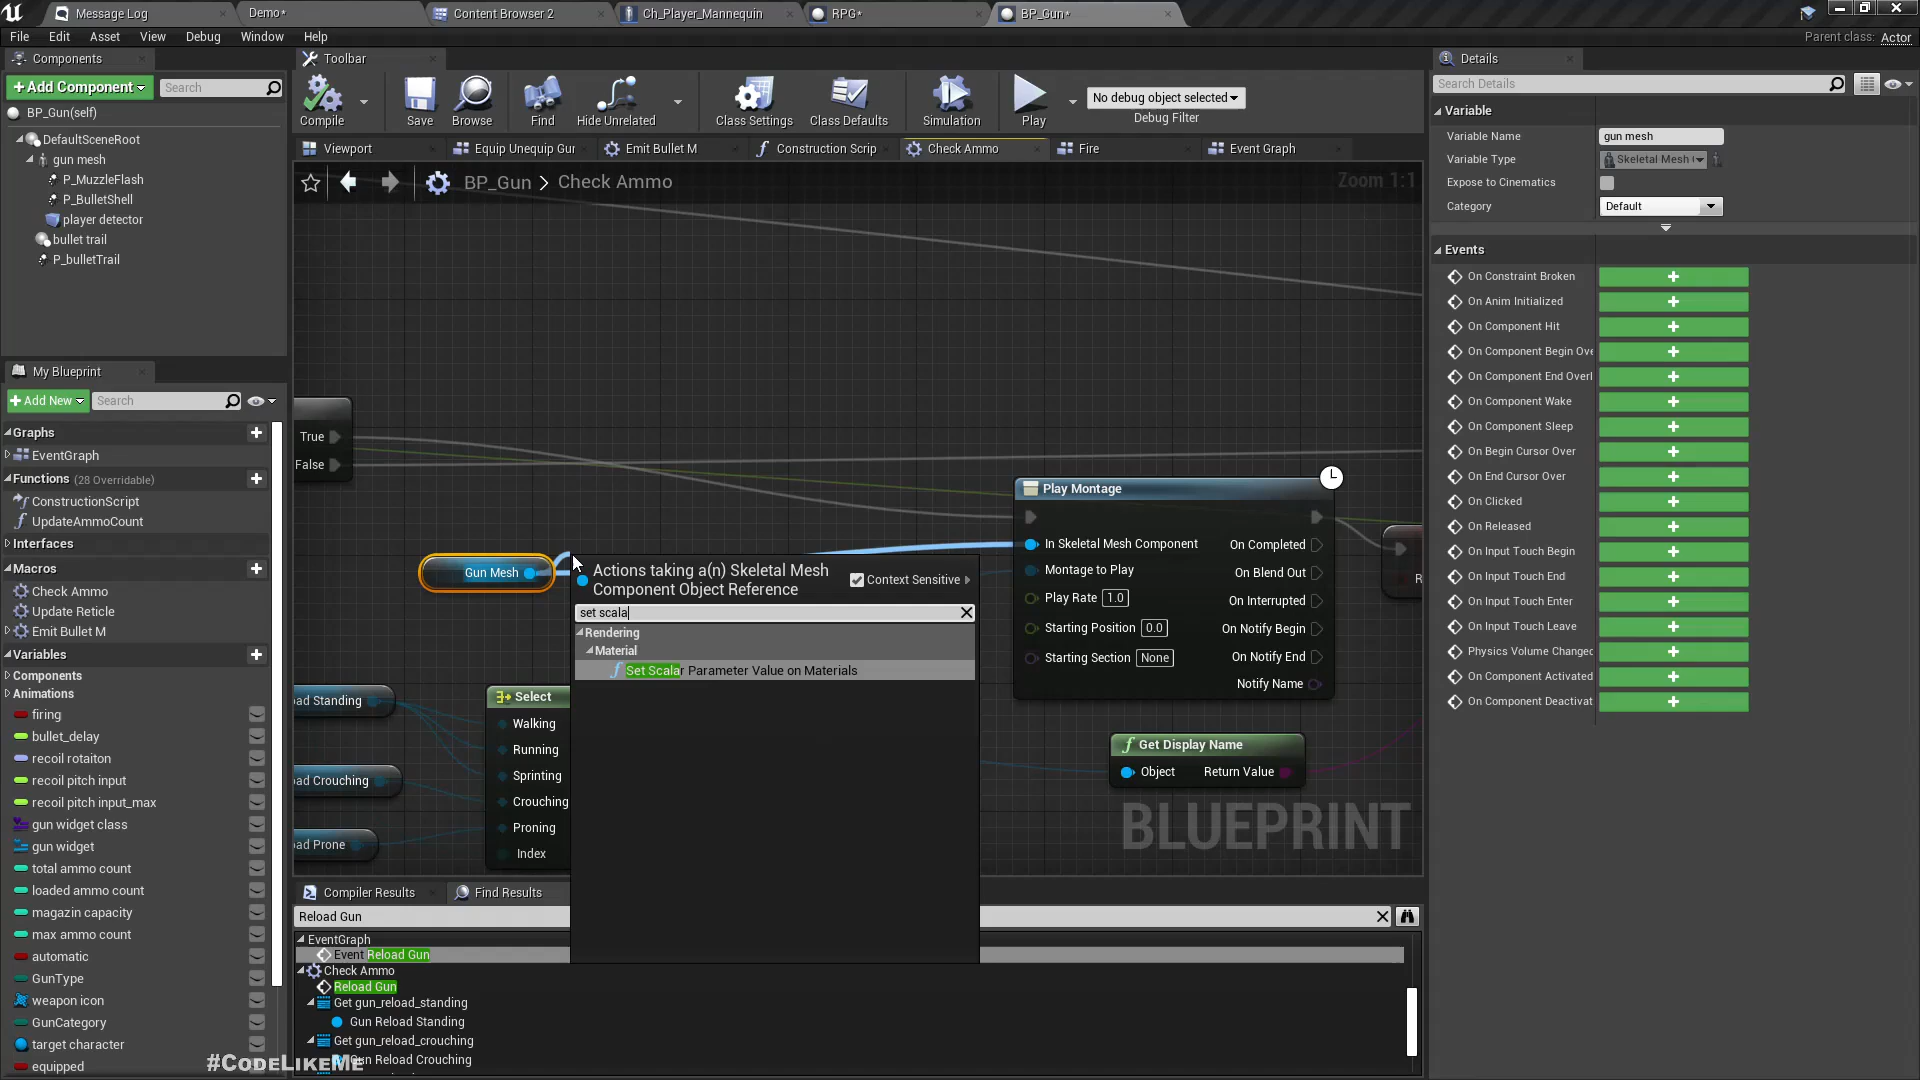 Message Log
Demo*
Content Browser 2
Ch_Player_Mannequin
RPG*
BP_Gun*
File Edit Asset View Debug Window Help
Parent class: Actor
Components
Toolbar
Details
+Add Component
Search
BP_Gun(self)
DefaultSceneRoot
gun mesh
P_MuzzleFlash
P_BulletShell
player detector
bullet trail
P_bulletTrail
Compile
Save
Browse
Find
Hide Unrelated
Class Settings
Class Defaults
Simulation
Play
No debug object selected
Debug Filter
Viewport
Equip Unequip Gur
Emit Bullet M
Construction Scrip
Check Ammo
Fire
Event Graph
BP_Gun > Check Ammo
Zoom 1:1
My Blueprint
+Add New
Search
Graphs
EventGraph
Functions (28 Overridable)
ConstructionScript
UpdateAmmoCount
Interfaces
Macros
Check Ammo
Update Reticle
Emit Bullet M
Variables
Components
Animations
firing
bullet_delay
recoil rotaiton
recoil pitch input
recoil pitch input_max
gun widget class
gun widget
total ammo count
loaded ammo count
magazin capacity
max ammo count
automatic
GunType
weapon icon
GunCategory
target character
equipped
True
False
Gun Mesh
ad Standing
ad Crouching
ad Prone
Select
Walking
Running
Sprinting
Crouching
Proning
Index
Actions taking a(n) Skeletal Mesh
Component Object Reference
Context Sensitive
set scala
Rendering
Material
Set Scalar Parameter Value on Materials
Play Montage
In Skeletal Mesh Component
Montage to Play
Play Rate 1.0
Starting Position 0.0
Starting Section None
On Completed
On Blend Out
On Interrupted
On Notify Begin
On Notify End
Notify Name
R
Get Display Name
Object Return Value
BLUEPRINT
Compiler Results
Find Results
Reload Gun
EventGraph
Event Reload Gun
Check Ammo
Reload Gun
Get gun_reload_standing
Gun Reload Standing
Get gun_reload_crouching
Gun Reload Crouching
#CodeLikeMe
Search Details
Variable
Variable Name gun mesh
Variable Type Skeletal Mesh (
Expose to Cinematics
Category Default
Events
On Constraint Broken
On Anim Initialized
On Component Hit
On Component Begin Ove
On Component End Overl
On Component Wake
On Component Sleep
On Begin Cursor Over
On End Cursor Over
On Clicked
On Released
On Input Touch Begin
On Input Touch End
On Input Touch Enter
On Input Touch Leave
Physics Volume Changed
On Component Activated
On Component Deactivat